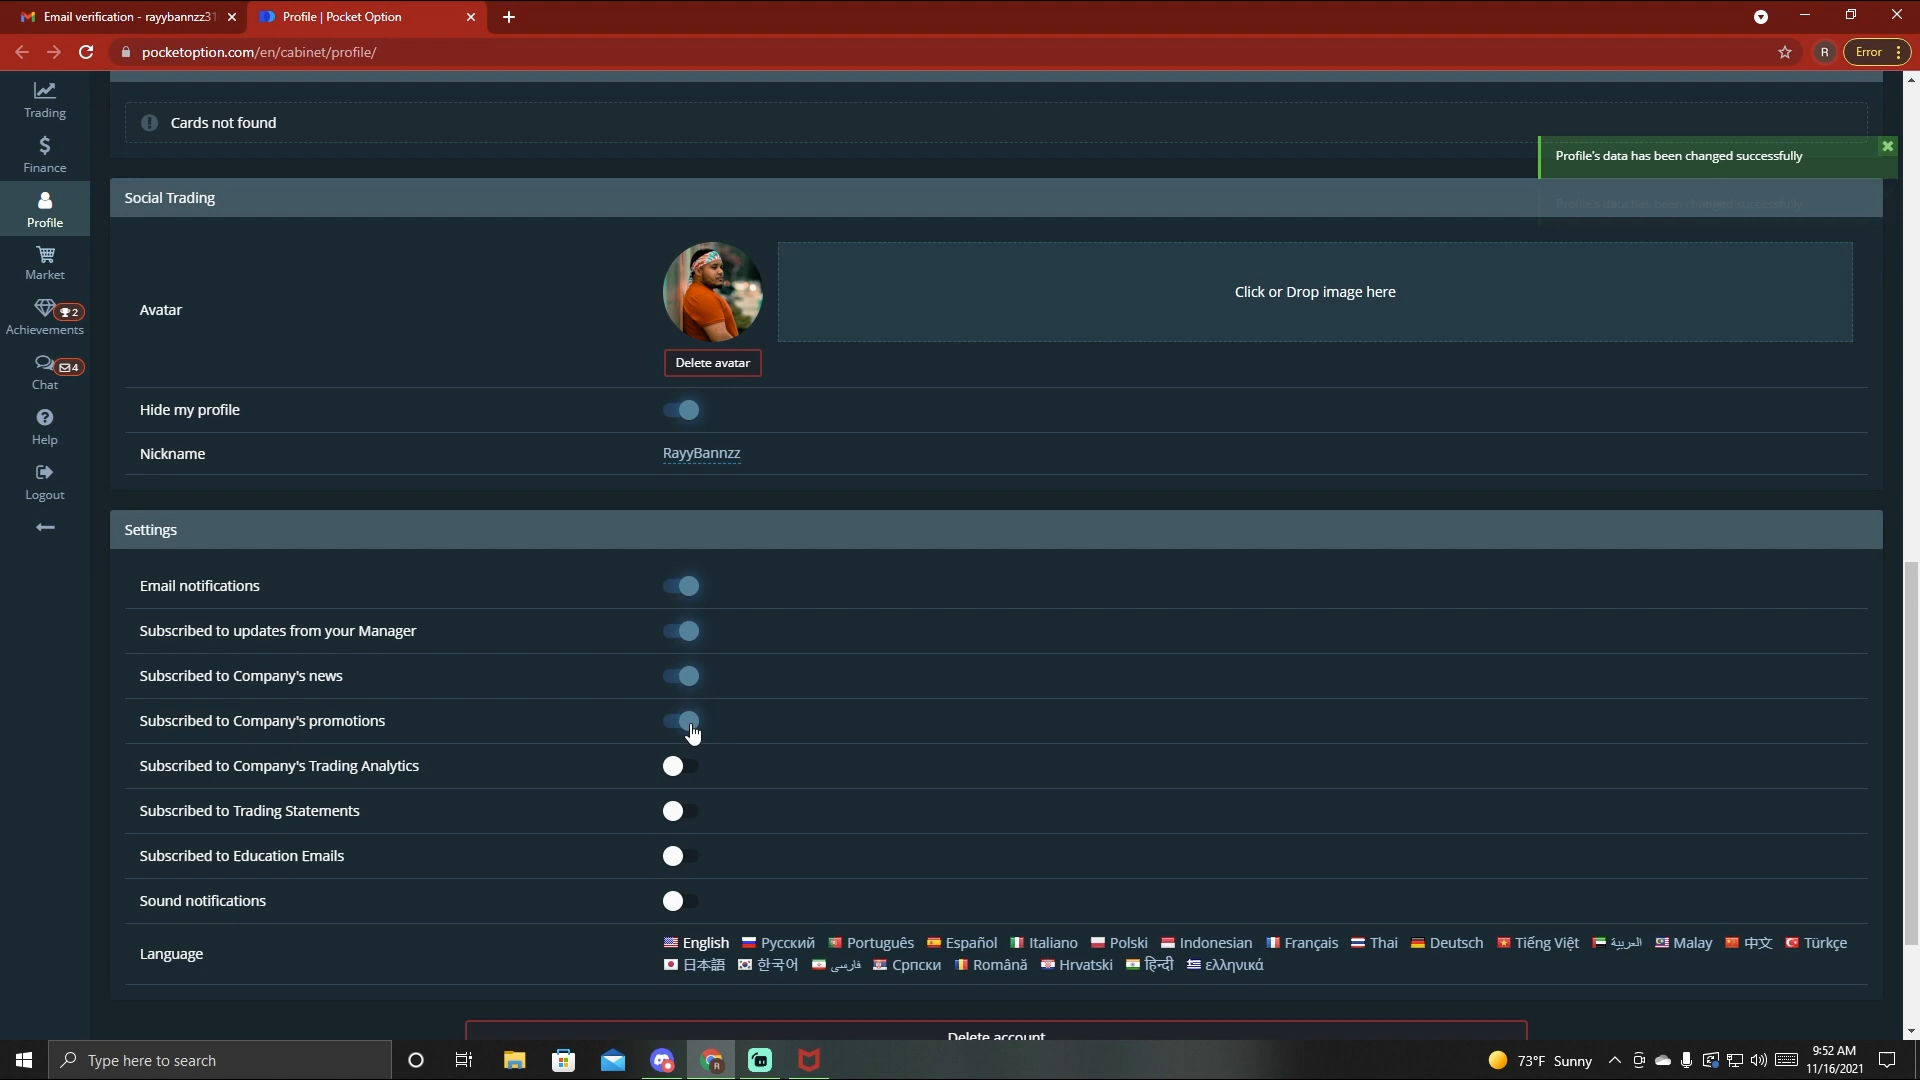 Email verification - rayybannzz31
Profile | Pocket Option
pocketoption.com/en/cabinet/profile/
R
Error
Trading
Finance
Profile
Market
2
Achievements
4
Chat
Help
Logout
Cards not found
Profile's data has been changed successfully
Profile's data has been changed successfully
Social Trading
Avatar
Click or Drop image here
Delete avatar
Hide my profile
Nickname
RayyBannzz
Settings
Email notifications
Subscribed to updates from your Manager
Subscribed to Company's news
Subscribed to Company's promotions
Subscribed to Company's Trading Analytics
Subscribed to Trading Statements
Subscribed to Education Emails
Sound notifications
Language
English Русский Português Español Italiano Polski Indonesian Français Thai Deutsch Tiếng Việt العربية Malay 中文 Türkçe
日本語 한국어 فارسی Српски Română Hrvatski हिन्दी ελληνικά
Delete account
Type here to search
R
73°F Sunny
9:52 AM
11/16/2021